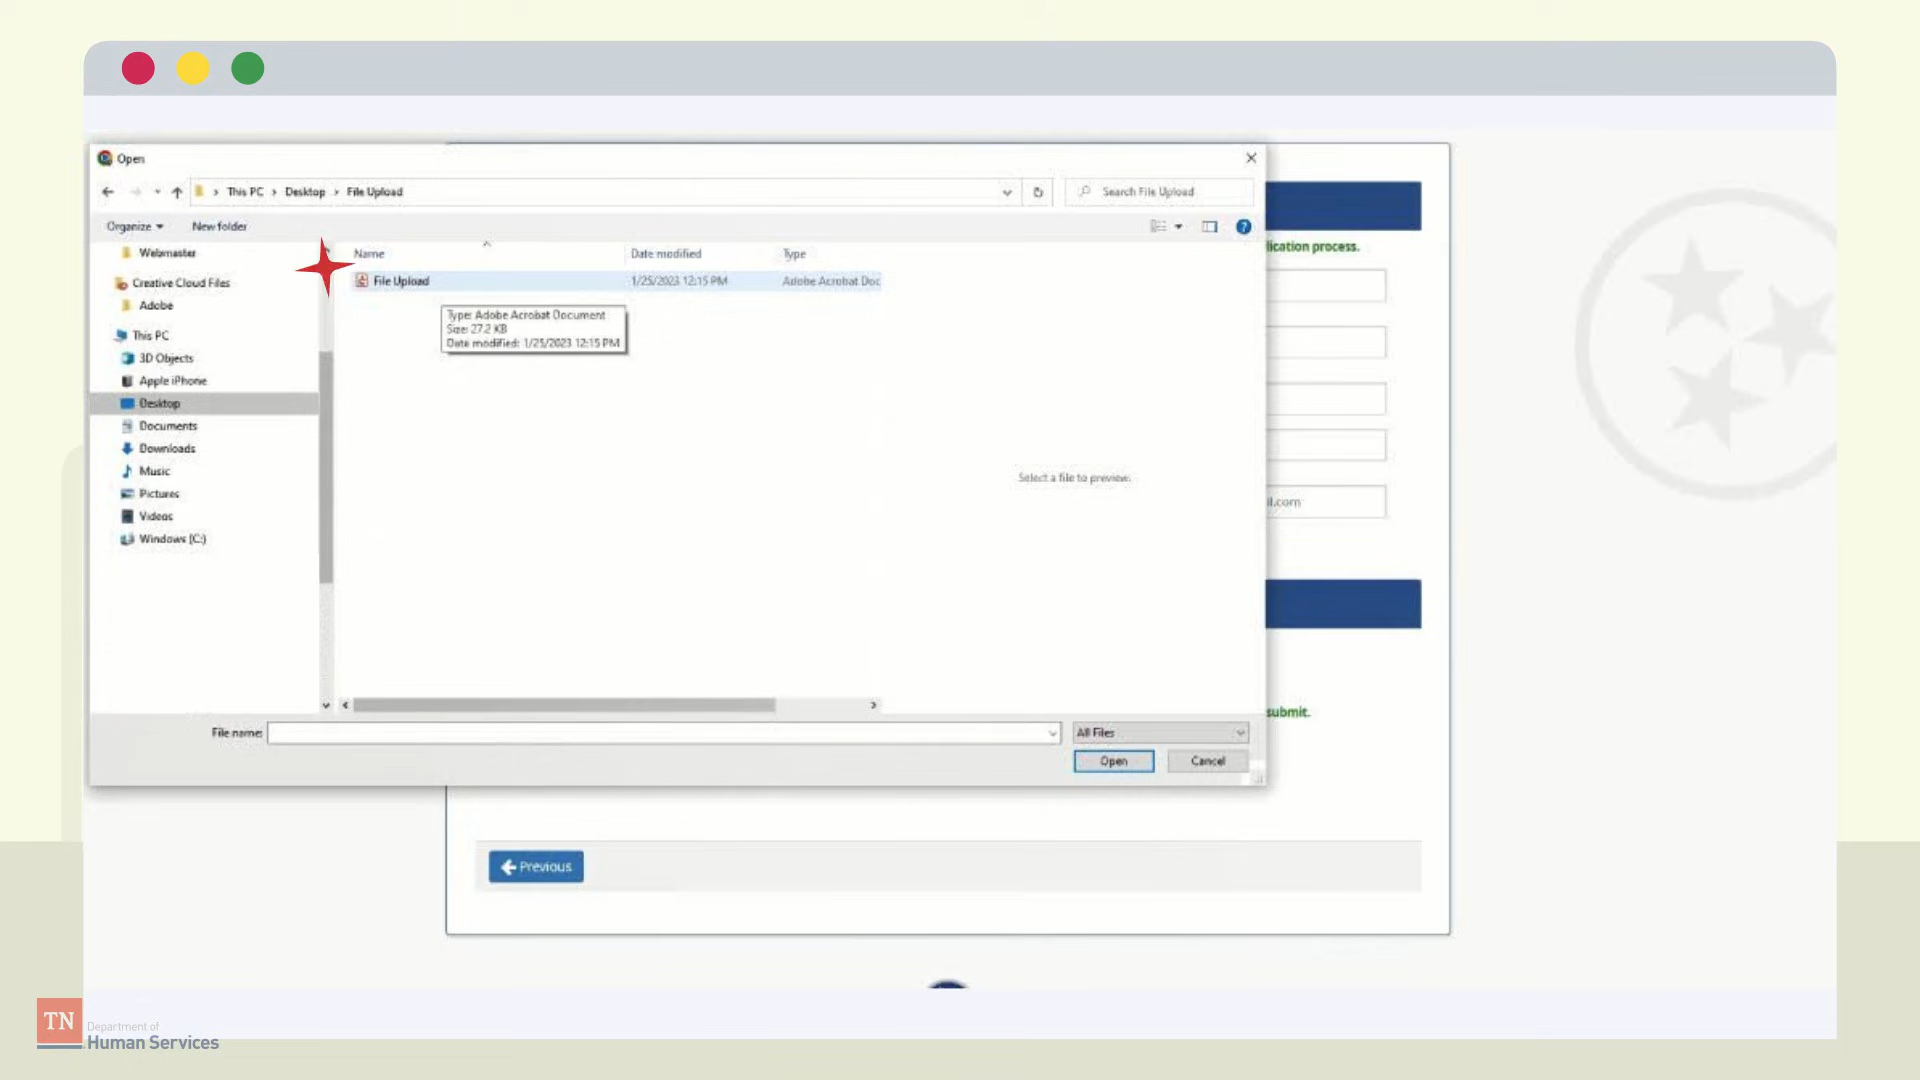 Open
This PC > Desktop > File Upload
Search File Upload
Organize
New folder
?
Webmaster
Creative Cloud Files
Adobe
This PC
3D Objects
Apple iPhone
Desktop
Documents
Downloads
Music
Pictures
Videos
Windows (C:)
Name Date modified Type
File Upload 1/25/2023 12:15 PM Adobe Acrobat Doc
Type: Adobe Acrobat Document
Size: 27.2 KB
Date modified: 1/25/2023 12:15 PM
Select a file to preview.
File name:
All Files
Open
Cancel
lication process.
il.com
submit.
Previous
TN
Department of
Human Services